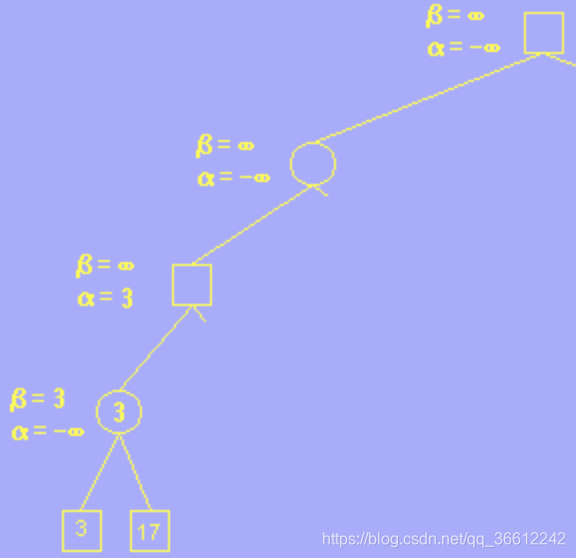 β = ∞
α = -∞
β = ∞
α = -∞
β = ∞
α = 3
β = 3
α = -∞
3
3
17
https://blog.csdn.net/qq_36612242